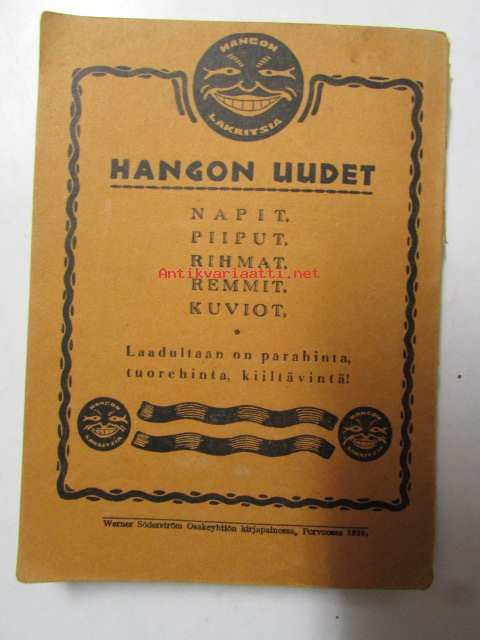 HANGON
LAKRITSIA
HANGON UUDET
NAPIT.
PIIPUT.
RIHMAT.
Antikvariaatti.net
REMMIT.
KUVIOT.
Laadultaan on parahinta,
tuorehinta, kiiltävintä!
HANGON
LAKRITSIA
HANGON
LAKRITSIA
Werner Söderström Osakeyhtiön kirjapainossa, Porvoossa